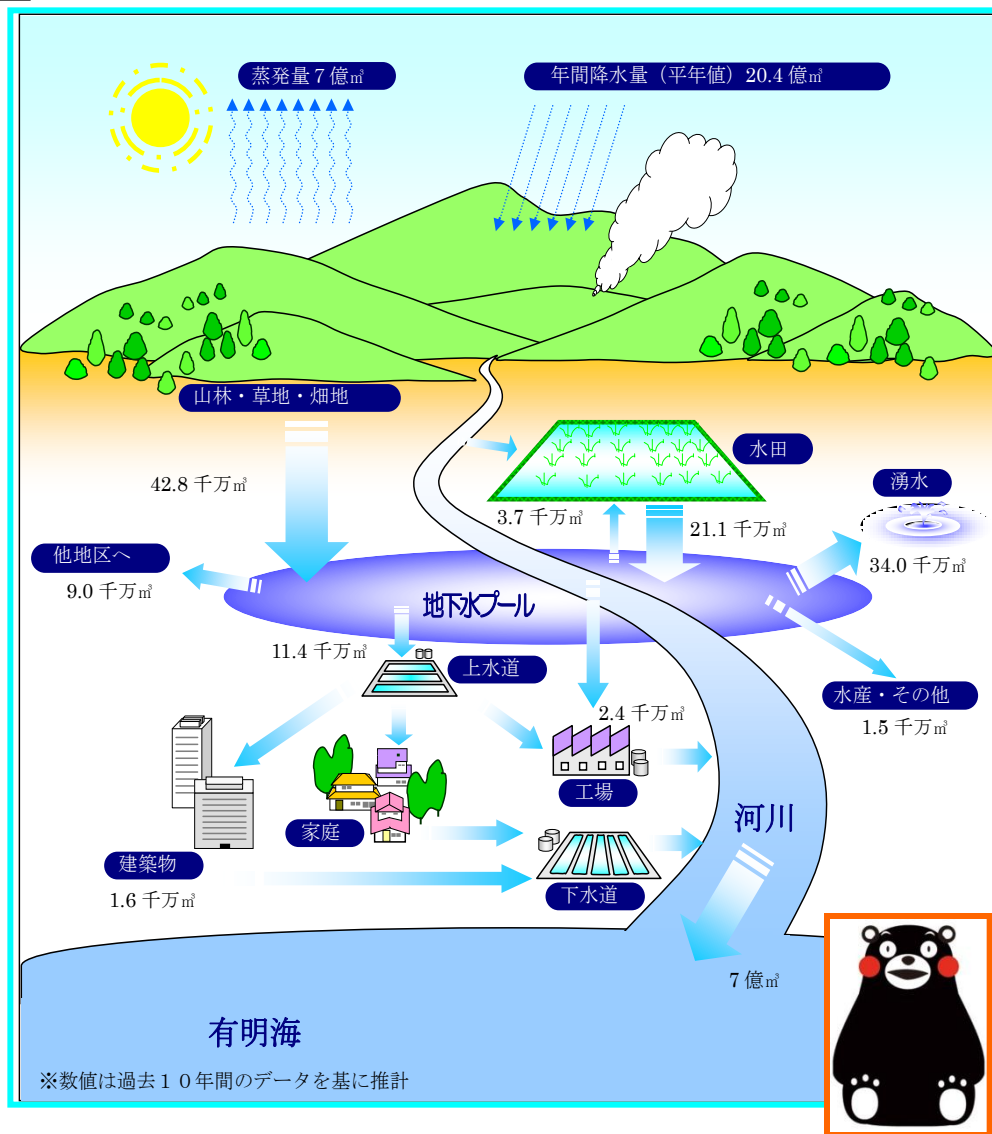 蒸発量７億㎥
年間降水量（平年値）20.4 億㎥
山林・草地・畑地
水田
42.8 千万㎥
湧水
3.7 千万㎥
21.1 千万㎥
他地区へ
34.0 千万㎥
9.0 千万㎥
地下水プール
11.4 千万㎥
上水道
水産・その他
2.4 千万㎥
1.5 千万㎥
工場
河川
家庭
建築物
下水道
1.6 千万㎥
7 億㎥
有明海
※数値は過去１０年間のデータを基に推計